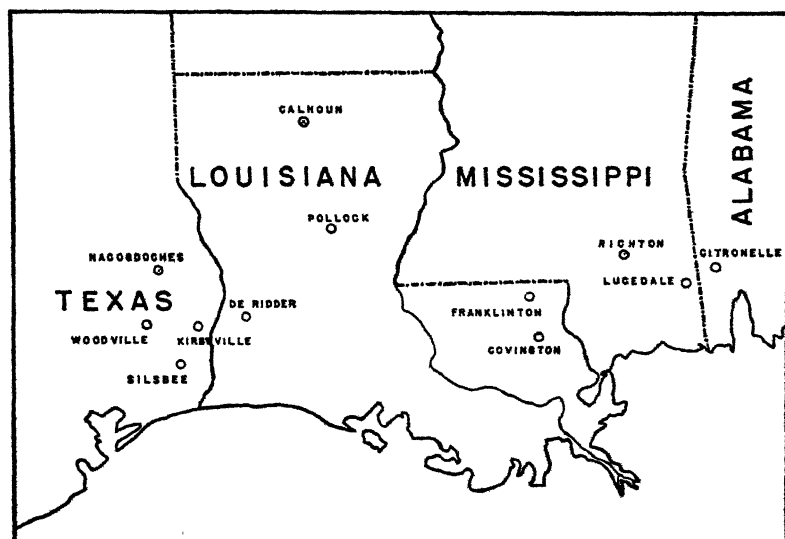 CALHOUN
LOUISIANA
MISSISSIPPI
ALABAMA
POLLOCK
NACOGDOCHES
RICHTON
CITRONELLE
LUCEDALE
TEXAS
DE RIDDER
FRANKLINTON
WOODVILLE
KIRBYVILLE
COVINGTON
SILSBEE